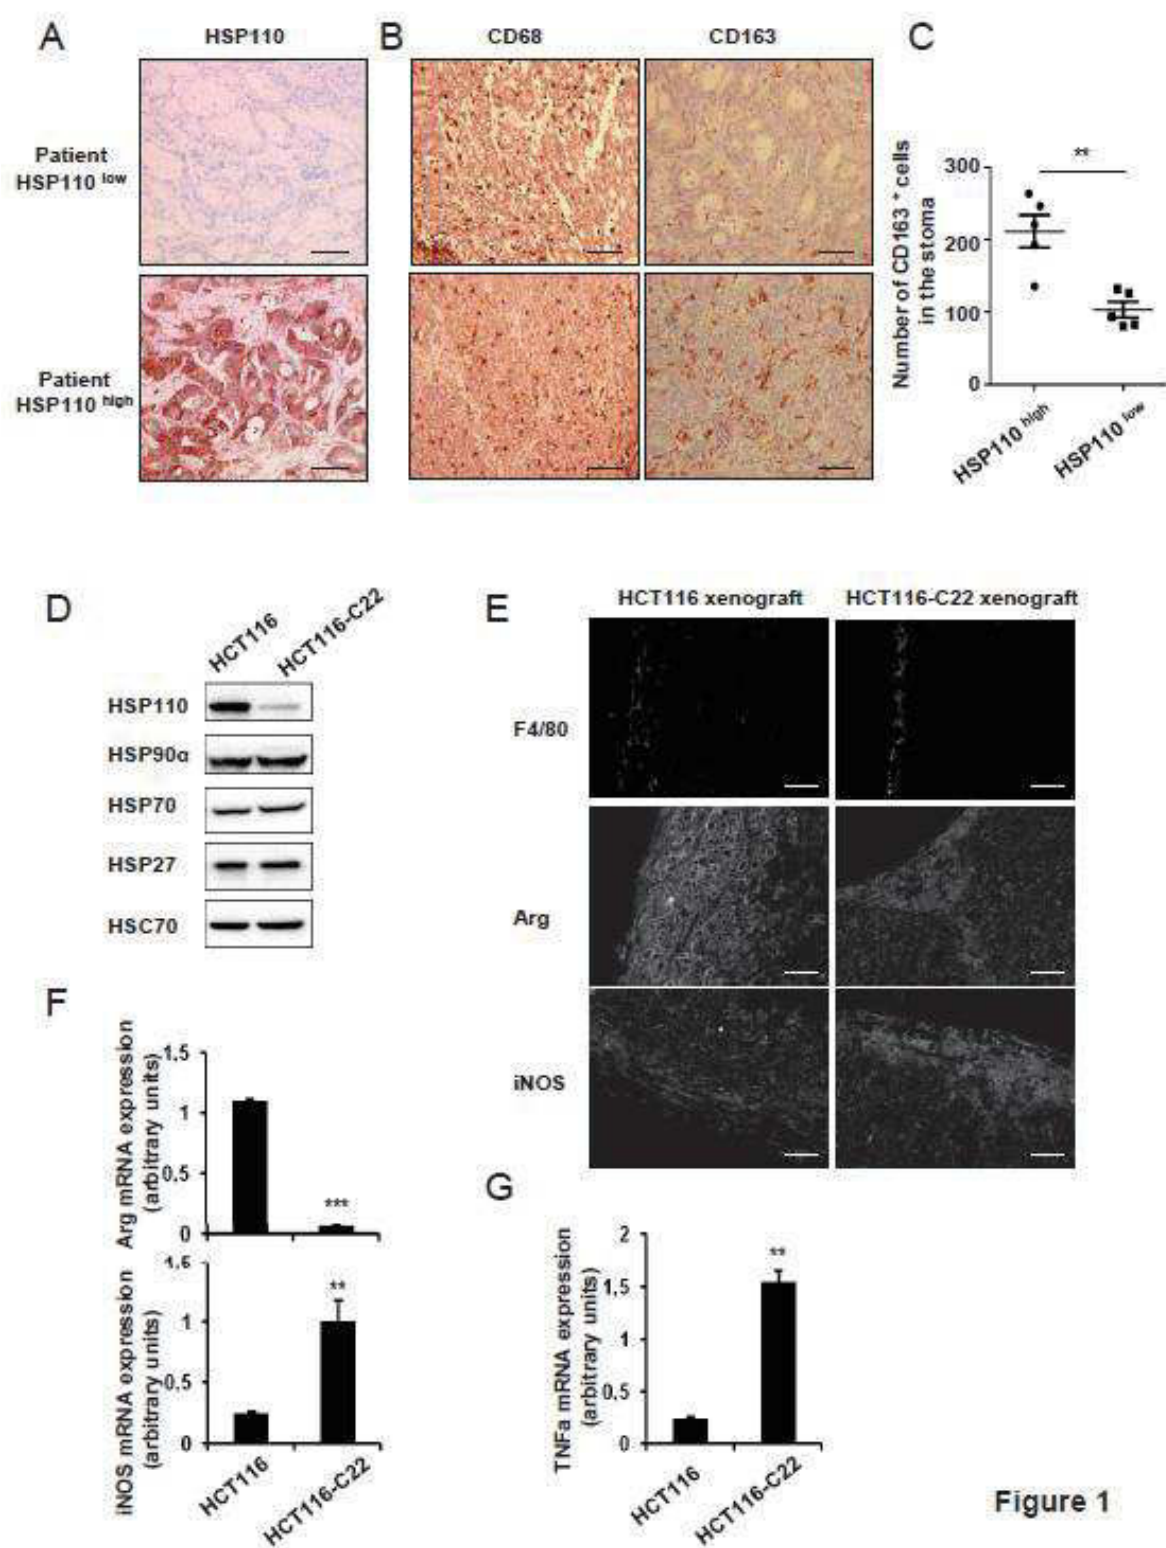 A
HSP110
B
CD68
CD163
C
Patient
HSP110 low
Patient
HSP110 high
Number of CD163 + cells
in the stoma
300
200
100
0
**
HSP110 high
HSP110 low
D
HCT116
HCT116-C22
HSP110
HSP90α
HSP70
HSP27
HSC70
E
HCT116 xenograft
HCT116-C22 xenograft
F4/80
Arg
iNOS
F
Arg mRNA expression
(arbitrary units)
1.5
1
0.5
0
***
iNOS mRNA expression
(arbitrary units)
1.5
1
0.5
0
**
HCT116
HCT116-C22
G
TNFa mRNA expression
(arbitrary units)
2
1.5
1
0.5
0
**
HCT116
HCT116-C22
Figure 1